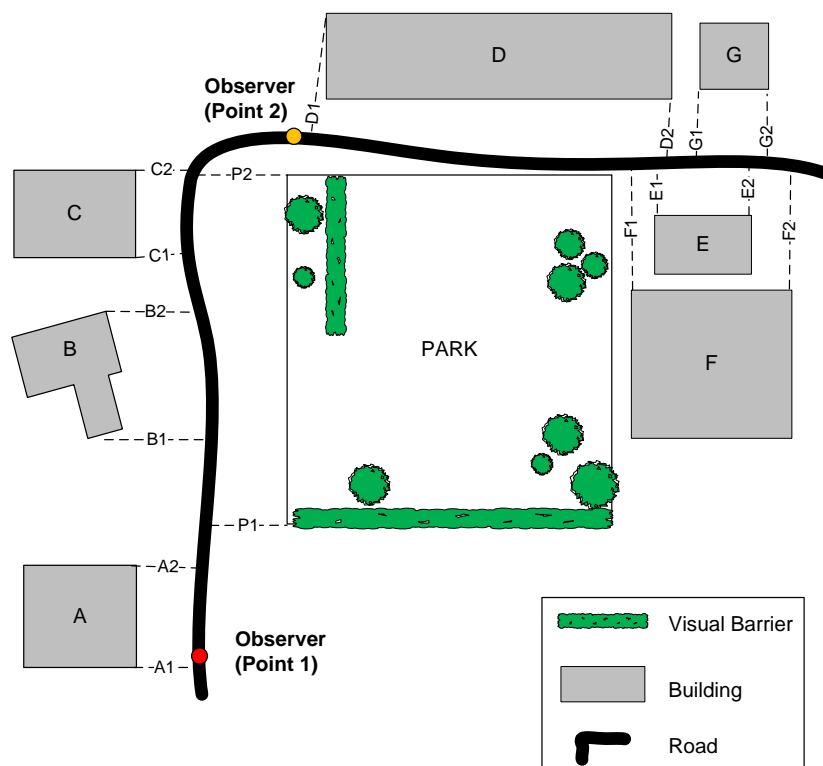 D
G
Observer
(Point 2)
D1
D2
G1
G2
C2
P2
C
C1
E1
E2
F1
F2
E
B2
B
PARK
F
B1
P1
A2
A
Observer
(Point 1)
A1
Visual Barrier
Building
Road